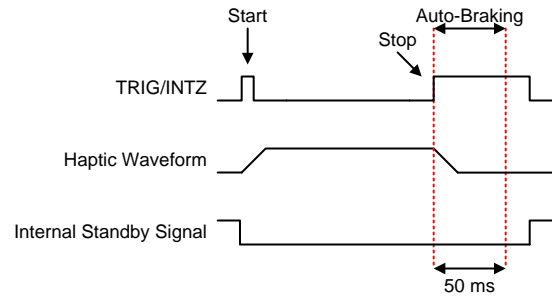 Start
Auto-Braking
Stop
TRIG/INTZ
Haptic Waveform
Internal Standby Signal
50 ms